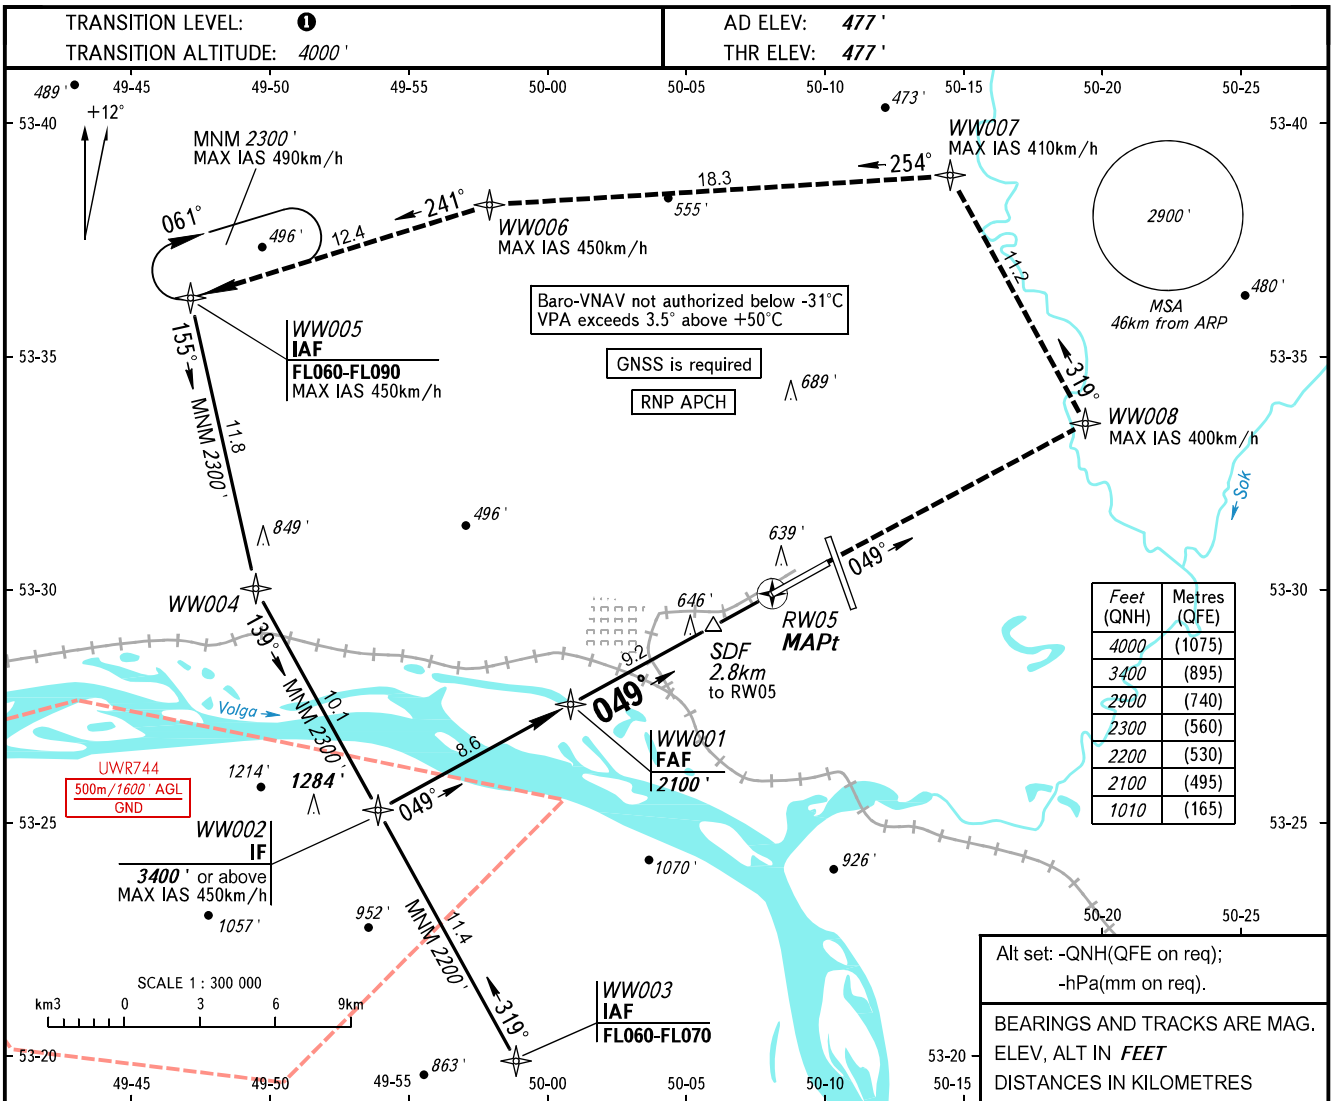 TRANSITION LEVEL: ❶
TRANSITION ALTITUDE: 4000'
AD ELEV: 477'
THR ELEV: 477'
49-45 49-50 49-55 50-00 50-05 50-10 50-15 50-20 50-25
489'
+12°
53-40
53-40
473'
MNM 2300'
MAX IAS 490km/h
WW007
MAX IAS 410km/h
254°
18.3
061°
241°
12.4
496'
555'
WW006
MAX IAS 450km/h
2900'
MSA
46km from ARP
480'
11.2
319°
Baro-VNAV not authorized below -31°C
VPA exceeds 3.5° above +50°C
GNSS is required
RNP APCH
689'
WW005
IAF
FL060-FL090
MAX IAS 450km/h
53-35
53-35
155°
MNM 2300'
11.8
WW008
MAX IAS 400km/h
Sok
496'
849'
639'
049°
53-30
53-30
WW004
646'
RW05
MAPt
SDF
2.8km
to RW05
9.2
049°
139°
MNM 2300'
10.1
Volga
8.6
049°
WW001
FAF
2100'
Feet (QNH) Metres (QFE)
4000 (1075)
3400 (895)
2900 (740)
2300 (560)
2200 (530)
2100 (495)
1010 (165)
UWR744
500m/1600' AGL
GND
1214'
1284'
53-25
53-25
WW002
IF
3400' or above
MAX IAS 450km/h
1070'
926'
1057'
952'
MNM 2200'
11.4
319°
50-20 50-25
SCALE 1 : 300 000
km3 0 3 6 9km
WW003
IAF
FL060-FL070
863'
53-20
53-20
49-45 49-50 49-55 50-00 50-05 50-10 50-15
Alt set: -QNH(QFE on req);
-hPa(mm on req).
BEARINGS AND TRACKS ARE MAG.
ELEV, ALT IN FEET
DISTANCES IN KILOMETRES